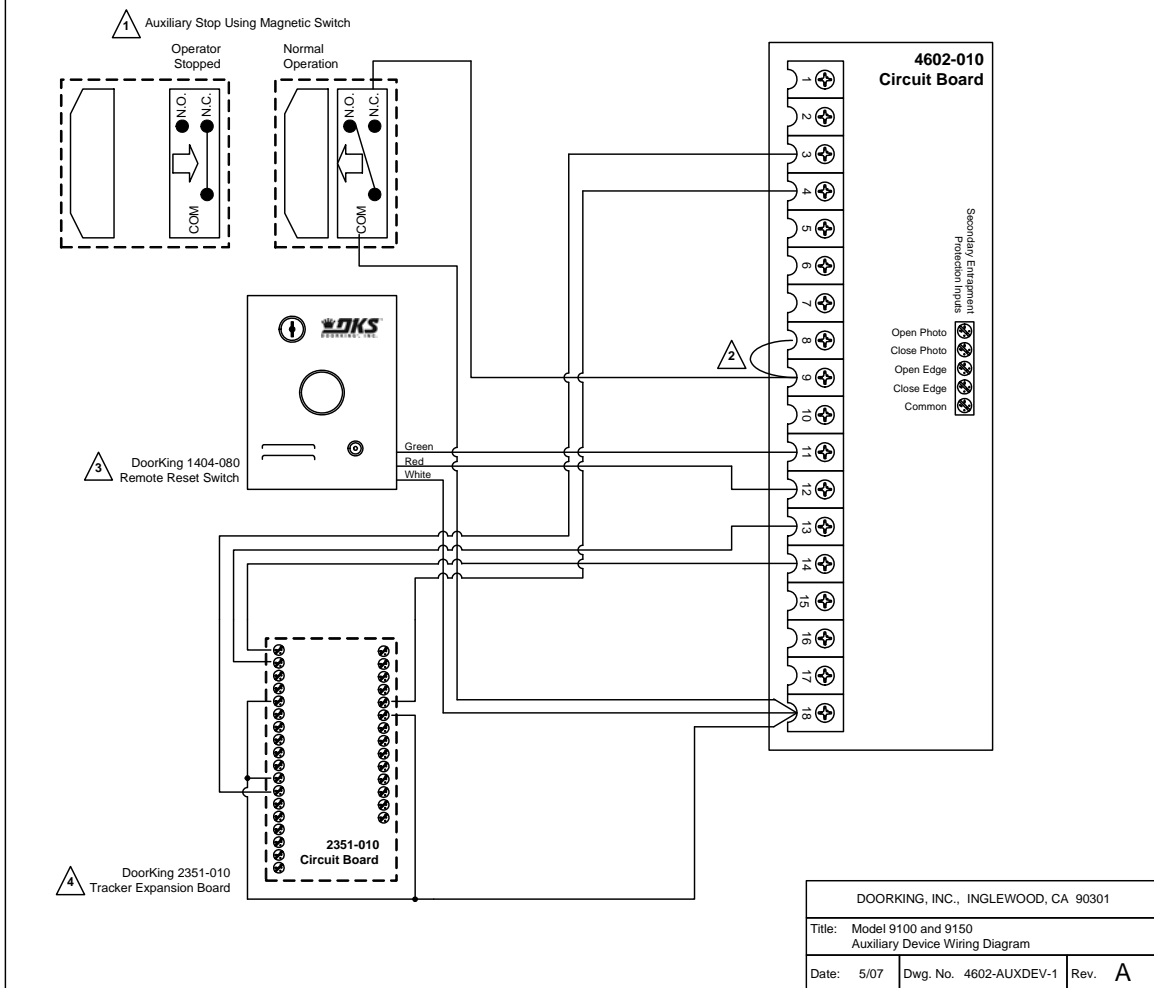 1 Auxiliary Stop Using Magnetic Switch
Operator
Stopped
Normal
Operation
N.O.
N.C.
COM
N.O.
N.C.
COM
4602-010
Circuit Board
1
2
3
4
5
6
7
8
9
10
11
12
13
14
15
16
17
18
Secondary Entrapment
Protection Inputs
Open Photo
Close Photo
Open Edge
Close Edge
Common
2
DKS
DOORKING, INC.
3 DoorKing 1404-080
Remote Reset Switch
Green
Red
White
2351-010
Circuit Board
4 DoorKing 2351-010
Tracker Expansion Board
DOORKING, INC., INGLEWOOD, CA 90301
Title: Model 9100 and 9150
Auxiliary Device Wiring Diagram
Date: 5/07 Dwg. No. 4602-AUXDEV-1 Rev. A